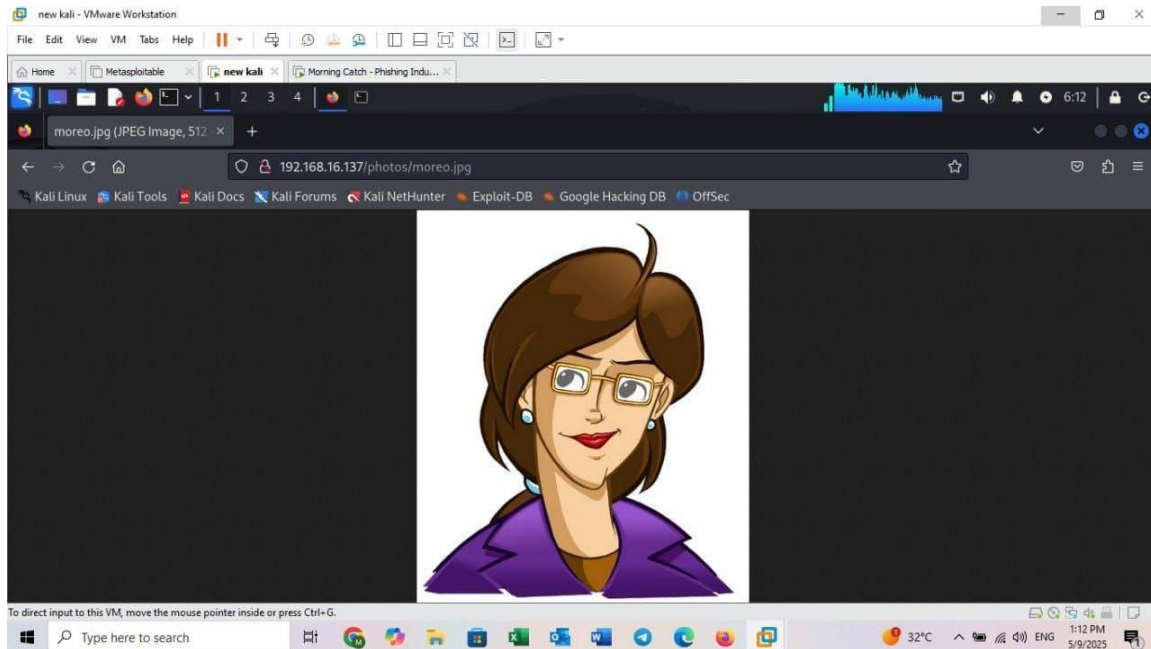 new kali - VMware Workstation
File Edit View VM Tabs Help
Home Metasploitable new kali Morning Catch - Phishing Indu...
1 2 3 4 6:12
moreo.jpg (JPEG Image, 512
192.168.16.137/photos/moreo.jpg
Kali Linux Kali Tools Kali Docs Kali Forums Kali NetHunter Exploit-DB Google Hacking DB OffSec
To direct input to this VM, move the mouse pointer inside or press Ctrl+G.
Type here to search 32°C ENG 1:12 PM
5/9/2025